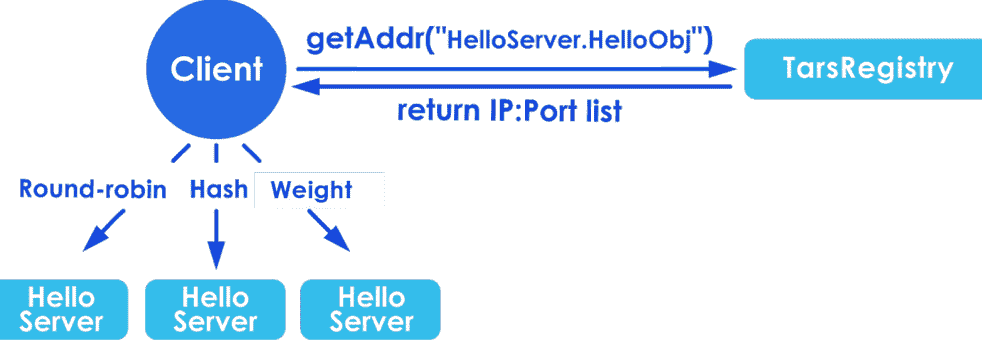 getAddr("HelloServer.HelloObj")
Client
TarsRegistry
return IP:Port list
Round-robin
Hash
Weight
Hello
Server
Hello
Server
Hello
Server